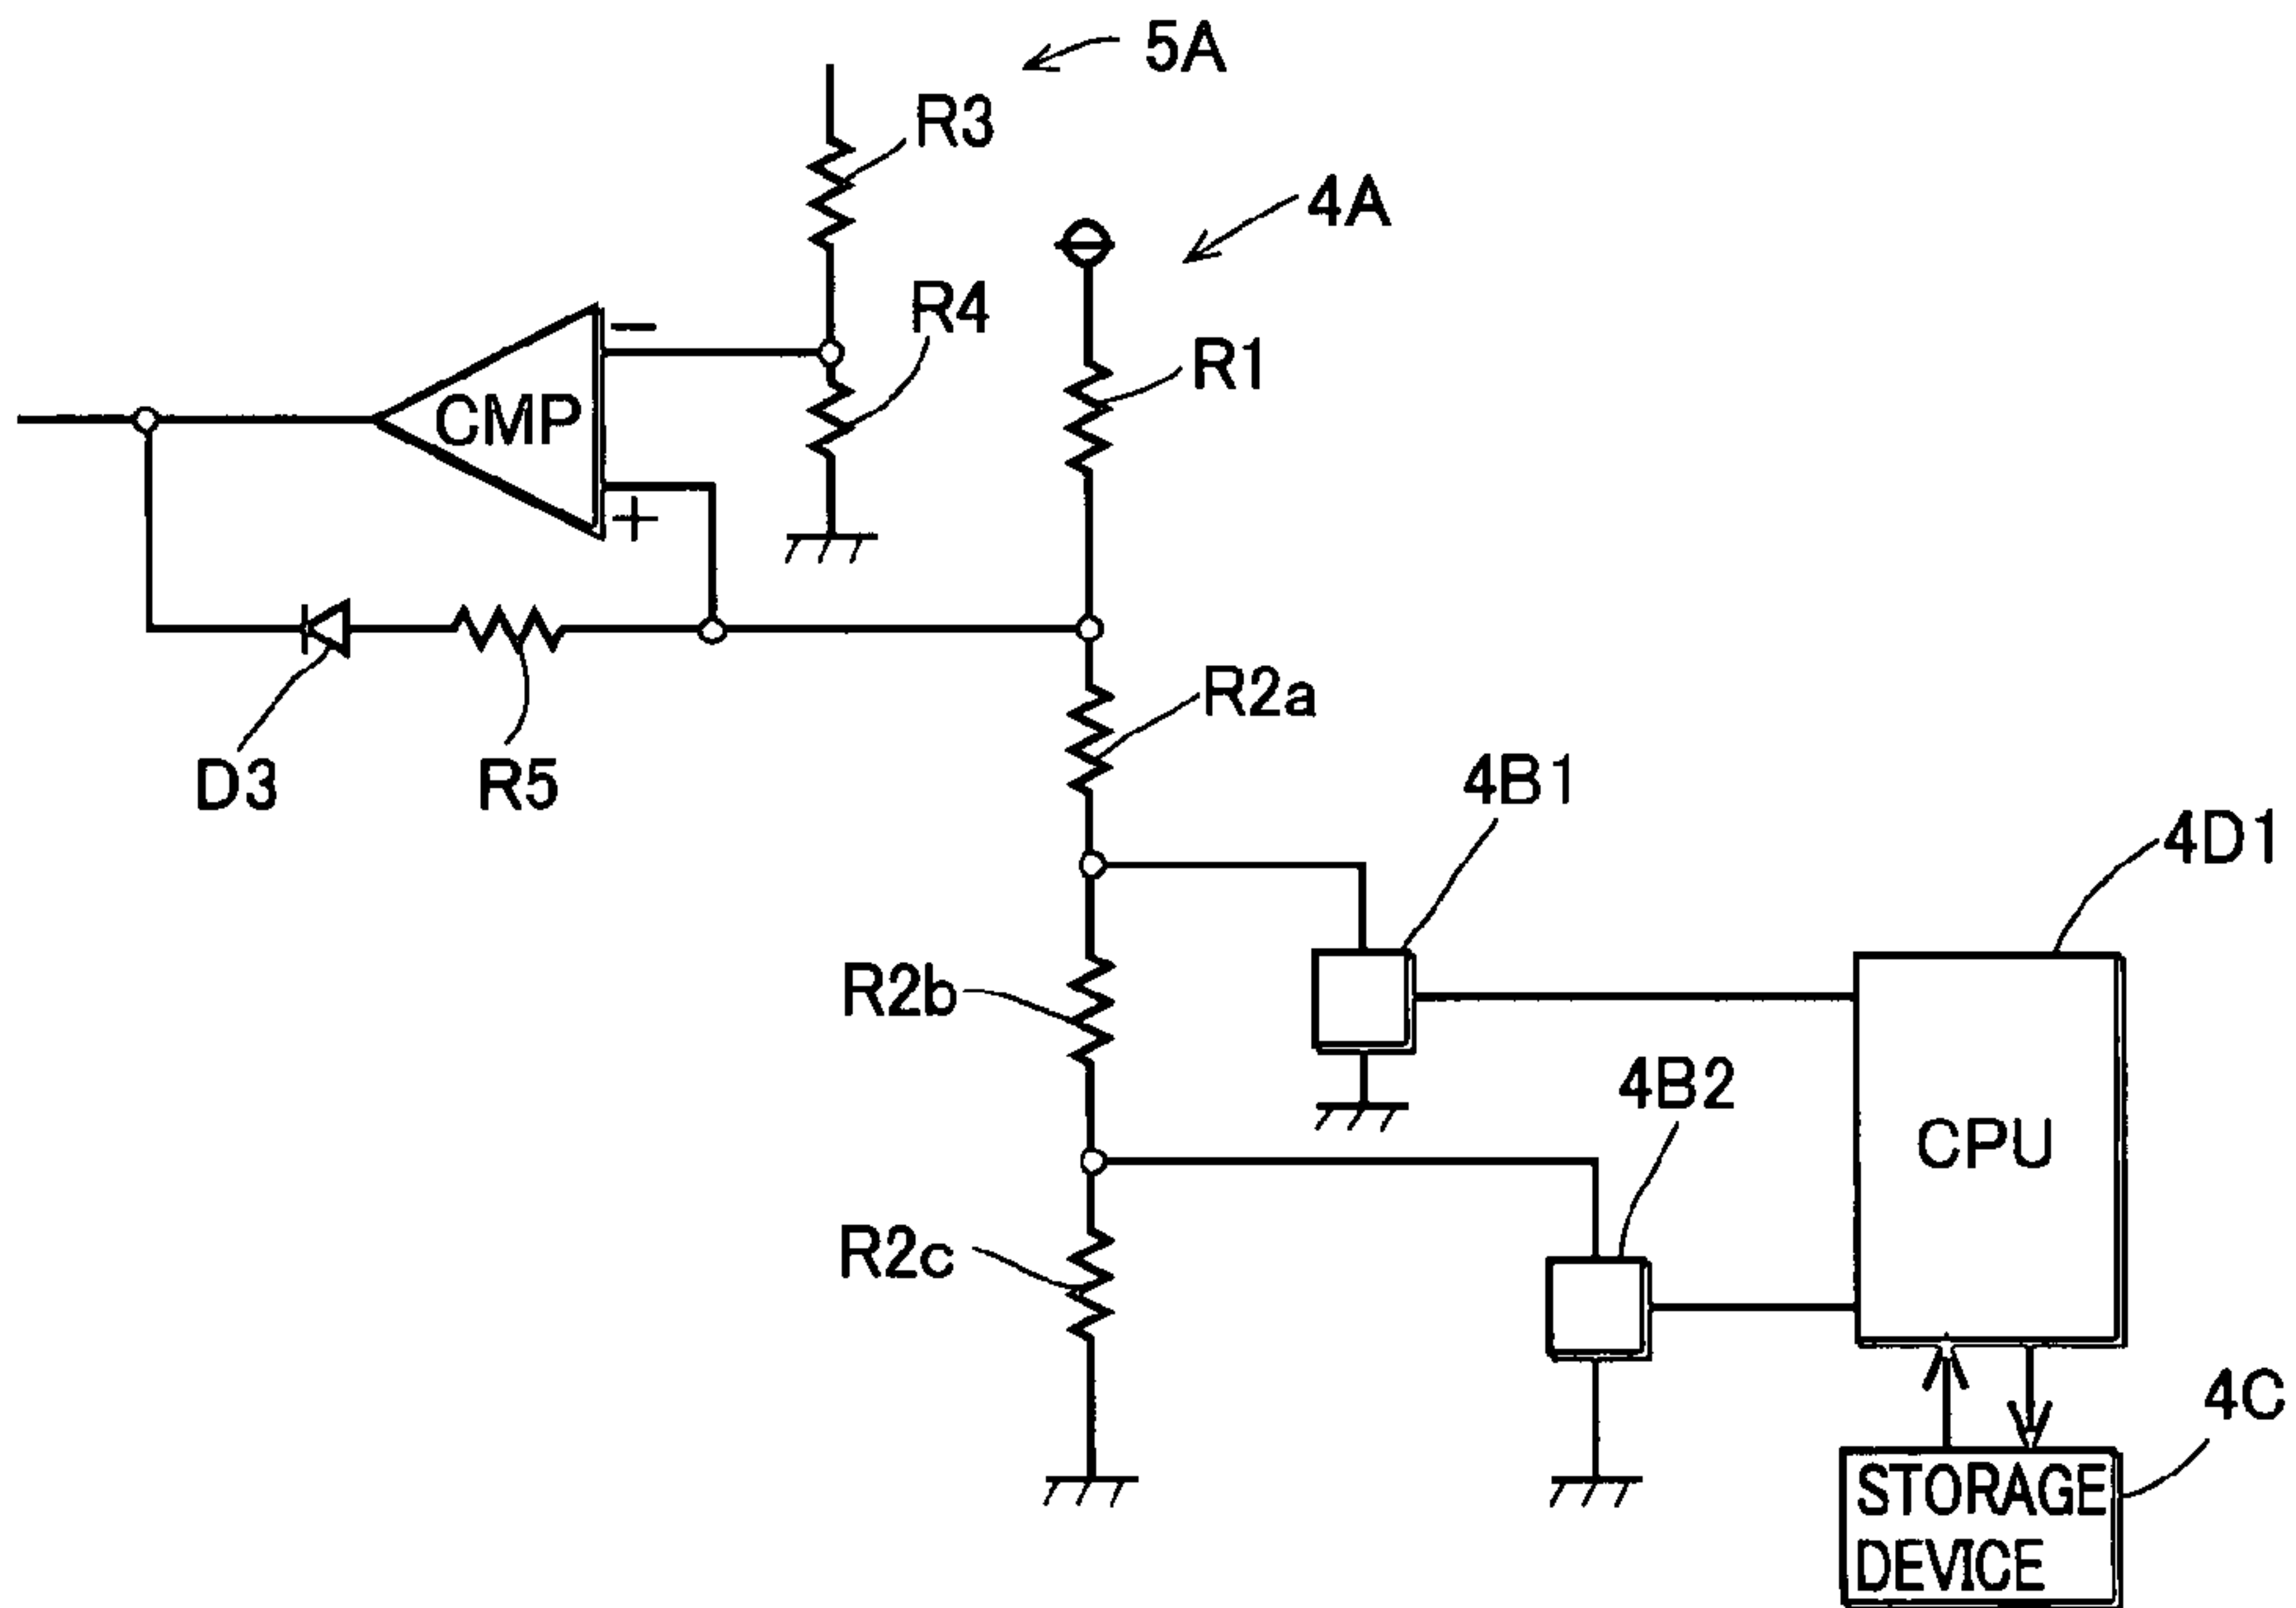 5A
R3
4A
R4
R1
−
CMP
+
R2a
D3
R5
4B1
4D1
R2b
4B2
CPU
R2c
4C
STORAGE
DEVICE